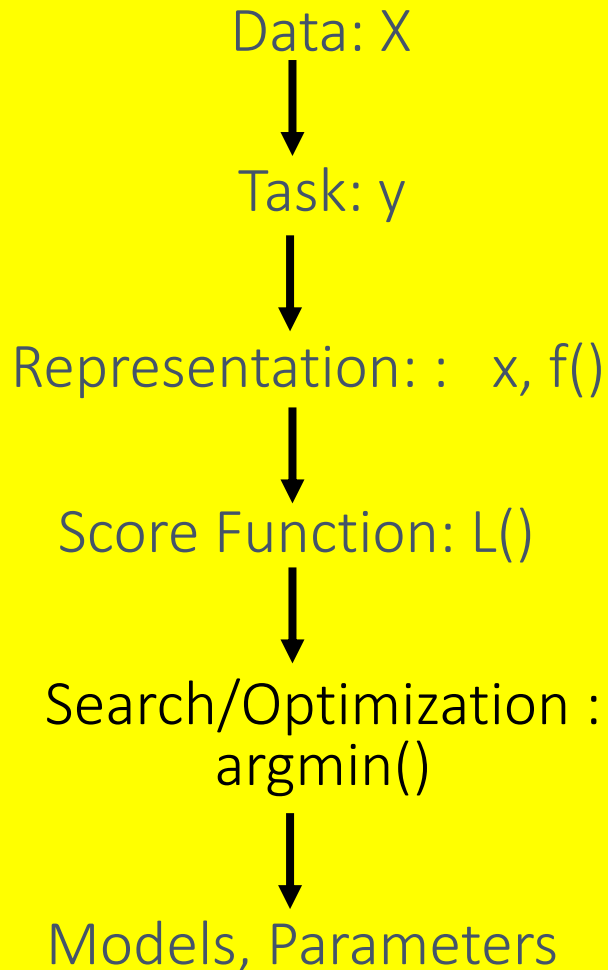 Data: X
Task: y
Representation: :   x, f()
Score Function: L()
Search/Optimization :
argmin()
Models, Parameters